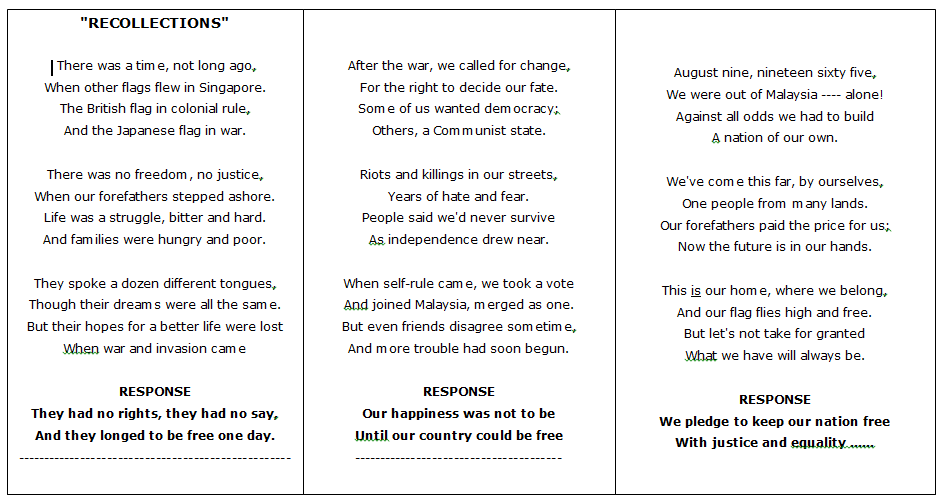 "RECOLLECTIONS"
There was a time, not long ago,
When other flags flew in Singapore.
The British flag in colonial rule,
And the Japanese flag in war.
There was no freedom, no justice,
When our forefathers stepped ashore.
Life was a struggle, bitter and hard.
And families were hungry and poor.
They spoke a dozen different tongues,
Though their dreams were all the same.
But their hopes for a better life were lost
When war and invasion came
RESPONSE
They had no rights, they had no say,
And they longed to be free one day.
----------------------------------------------------
After the war, we called for change,
For the right to decide our fate.
Some of us wanted democracy;
Others, a Communist state.
Riots and killings in our streets,
Years of hate and fear.
People said we'd never survive
As independence drew near.
When self-rule came, we took a vote
And joined Malaysia, merged as one.
But even friends disagree sometime,
And more trouble had soon begun.
RESPONSE
Our happiness was not to be
Until our country could be free
---------------------------------------
August nine, nineteen sixty five,
We were out of Malaysia ---- alone!
Against all odds we had to build
A nation of our own.
We've come this far, by ourselves,
One people from many lands.
Our forefathers paid the price for us;
Now the future is in our hands.
This is our home, where we belong,
And our flag flies high and free.
But let's not take for granted
What we have will always be.
RESPONSE
We pledge to keep our nation free
With justice and equality ......